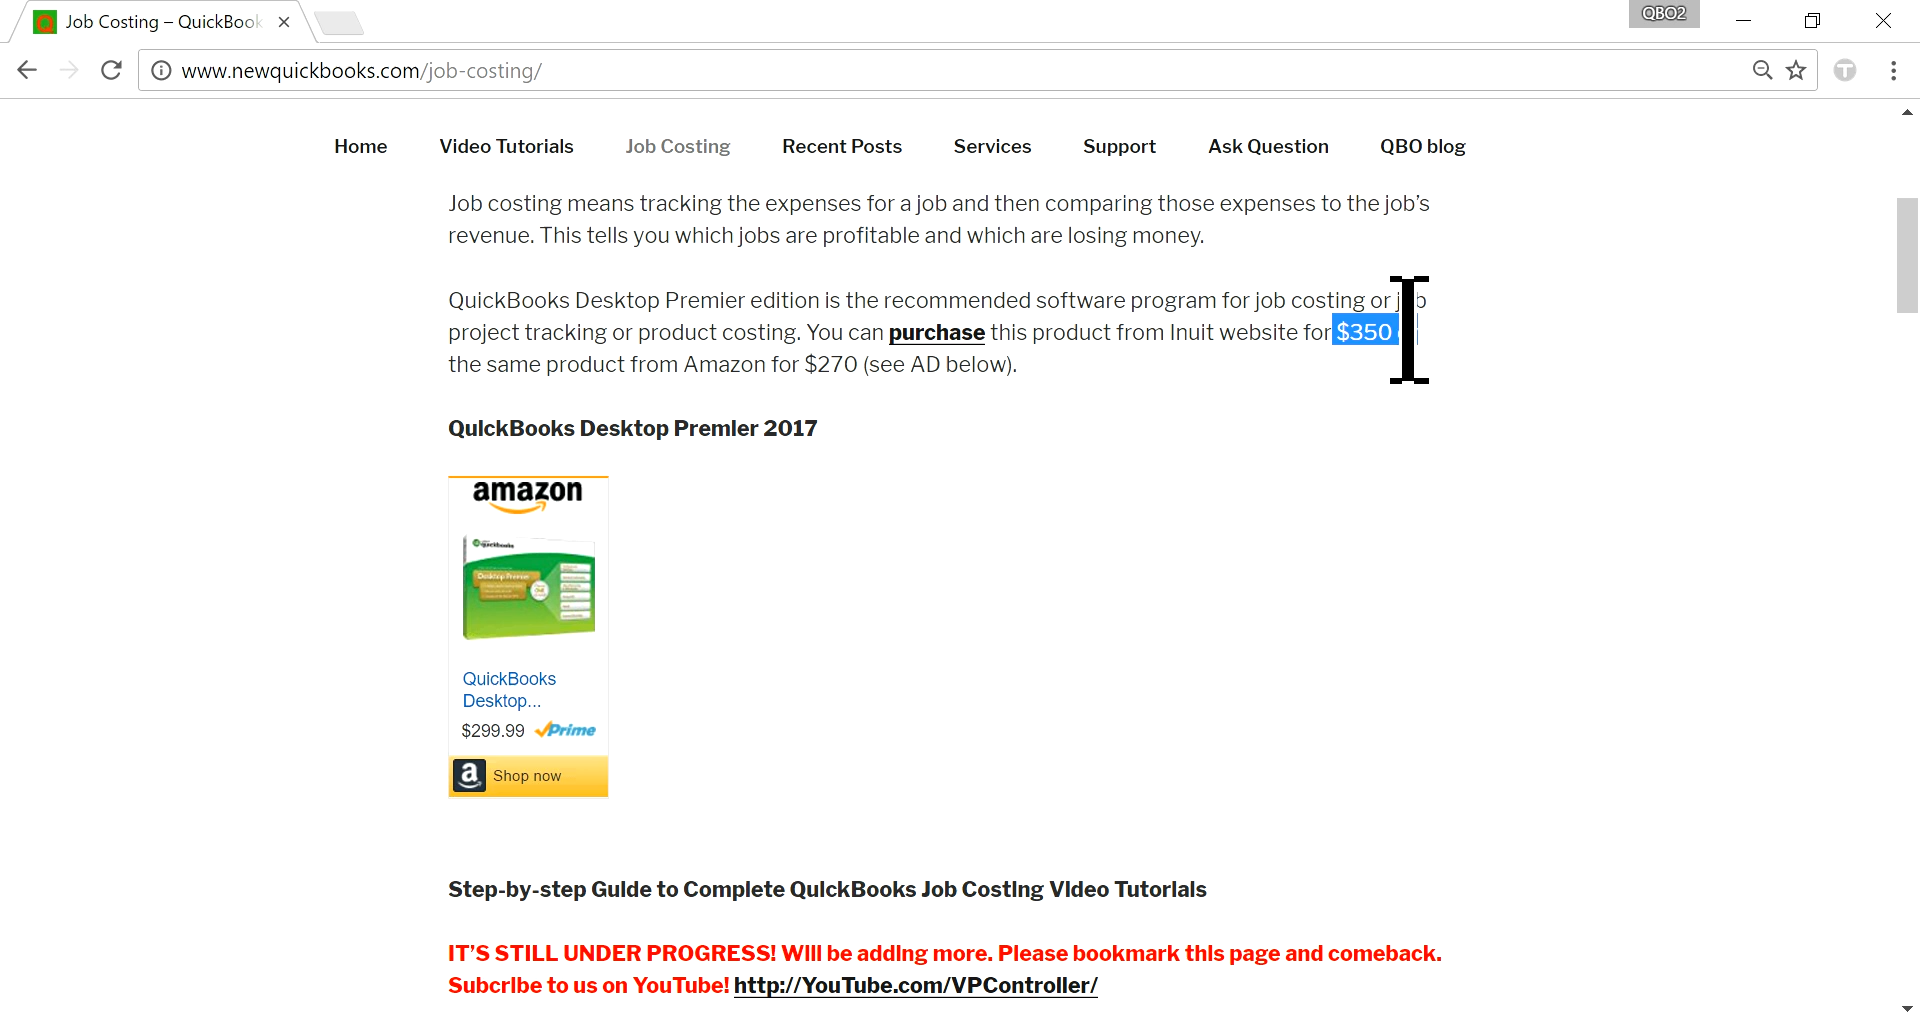 Job Costing – QuickBook
QBO2
www.newquickbooks.com/job-costing/
Home Video Tutorials Job Costing Recent Posts Services Support Ask Question QBO blog
Job costing means tracking the expenses for a job and then comparing those expenses to the job’s
revenue. This tells you which jobs are profitable and which are losing money.
QuickBooks Desktop Premier edition is the recommended software program for job costing or job
project tracking or product costing. You can purchase this product from Inuit website for $350
the same product from Amazon for $270 (see AD below).
QuickBooks Desktop Premier 2017
amazon
quickbooks
Desktop Premier
QuickBooks
Desktop...
$299.99 Prime
a Shop now
Step-by-step Guide to Complete QuickBooks Job Costing Video Tutorials
IT’S STILL UNDER PROGRESS! Will be adding more. Please bookmark this page and comeback.
Subcribe to us on YouTube! http://YouTube.com/VPController/